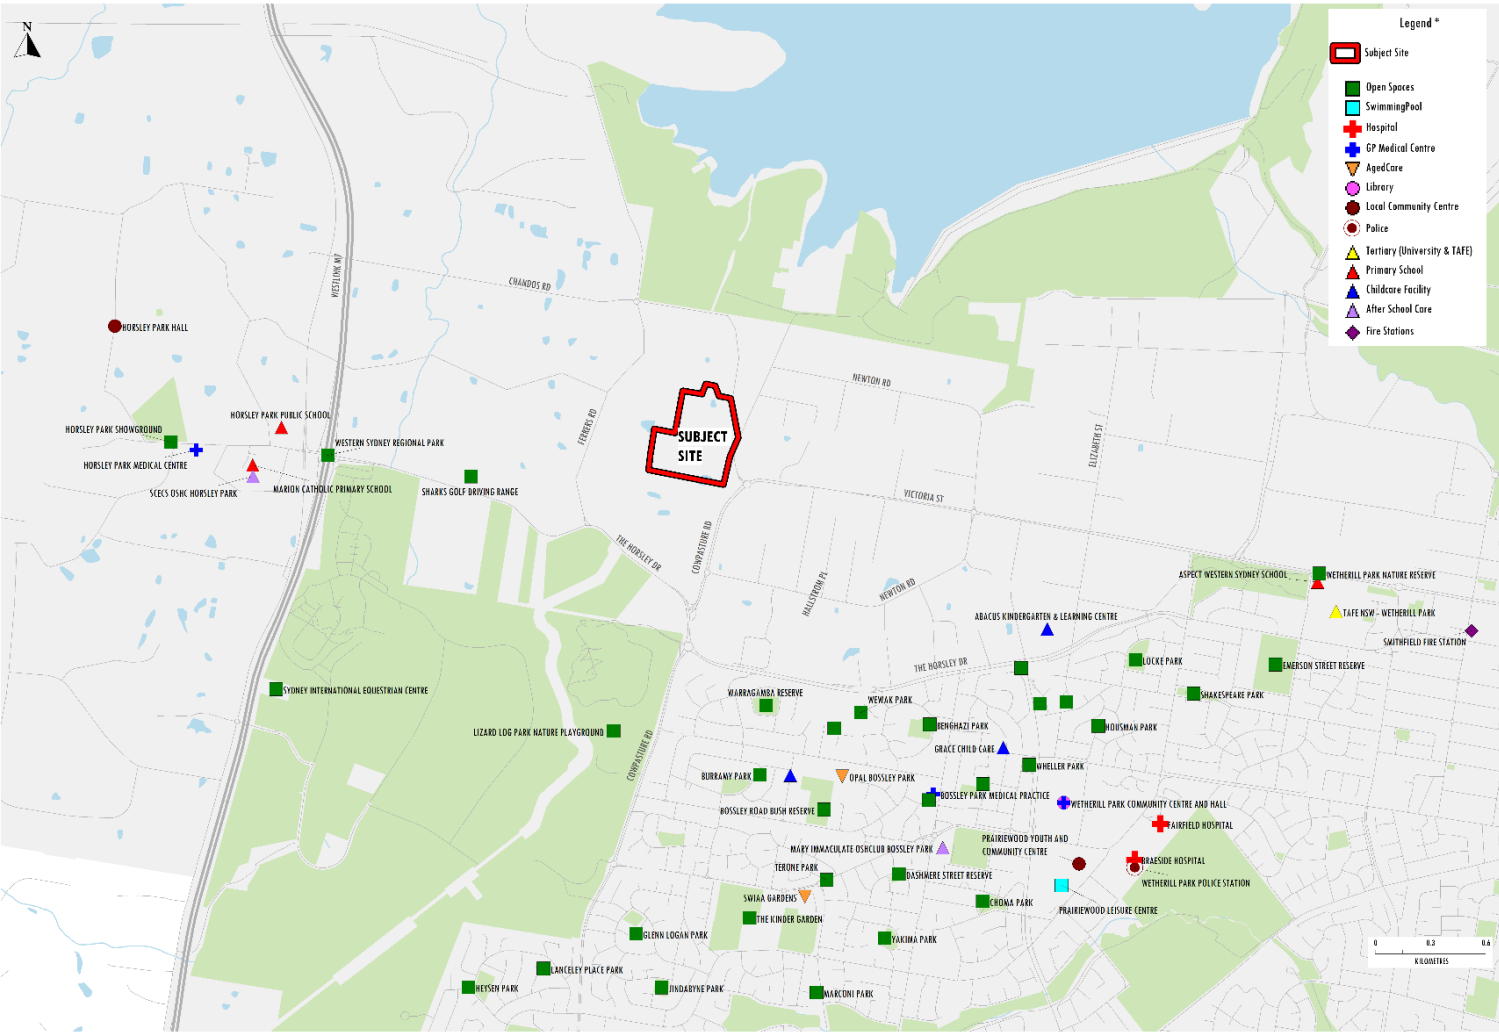 N
Legend *
Subject Site
Open Spaces
SwimmingPool
Hospital
GP Medical Centre
AgedCare
Library
Local Community Centre
Police
Tertiary (University & TAFE)
Primary School
Childcare Facility
After School Care
Fire Stations
WESTLINK M7
CHANDOS RD
HORSLEY PARK HALL
NEWTON RD
FERRERS RD
HORSLEY PARK PUBLIC SCHOOL
HORSLEY PARK SHOWGROUND
WESTERN SYDNEY REGIONAL PARK
SUBJECT
SITE
ELIZABETH ST
HORSLEY PARK MEDICAL CENTRE
SCECS OSHC HORSLEY PARK
MARION CATHOLIC PRIMARY SCHOOL
SHARKS GOLF DRIVING RANGE
VICTORIA ST
THE HORSLEY DR
COWPASTURE RD
HALLSTROM PL
NEWTON RD
ASPECT WESTERN SYDNEY SCHOOL
WETHERILL PARK NATURE RESERVE
TAFE NSW - WETHERILL PARK
ABACUS KINDERGARTEN & LEARNING CENTRE
SMITHFIELD FIRE STATION
THE HORSLEY DR
LOCKE PARK
EMERSON STREET RESERVE
SYDNEY INTERNATIONAL EQUESTRIAN CENTRE
WARRAGAMBA RESERVE
WEWAK PARK
SHAKESPEARE PARK
LIZARD LOG PARK NATURE PLAYGROUND
COWPASTURE RD
BENGHAZI PARK
HOUSMAN PARK
GRACE CHILD CARE
WHELLER PARK
BURRAWY PARK
OPAL BOSSLEY PARK
BOSSLEY PARK MEDICAL PRACTICE
WETHERILL PARK COMMUNITY CENTRE AND HALL
BOSSLEY ROAD BUSH RESERVE
FAIRFIELD HOSPITAL
PRAIRIEWOOD YOUTH AND
COMMUNITY CENTRE
MARY IMMACULATE OSHCLUB BOSSLEY PARK
BRAESIDE HOSPITAL
TERONE PARK
DASHMERE STREET RESERVE
WETHERILL PARK POLICE STATION
SWIAA GARDENS
CHOMA PARK
PRAIRIEWOOD LEISURE CENTRE
THE KINDER GARDEN
GLENN LOGAN PARK
YAKIMA PARK
0 0.3 0.6
KILOMETRES
LANCELEY PLACE PARK
HEYSEN PARK
JINDABYNE PARK
MARCONI PARK